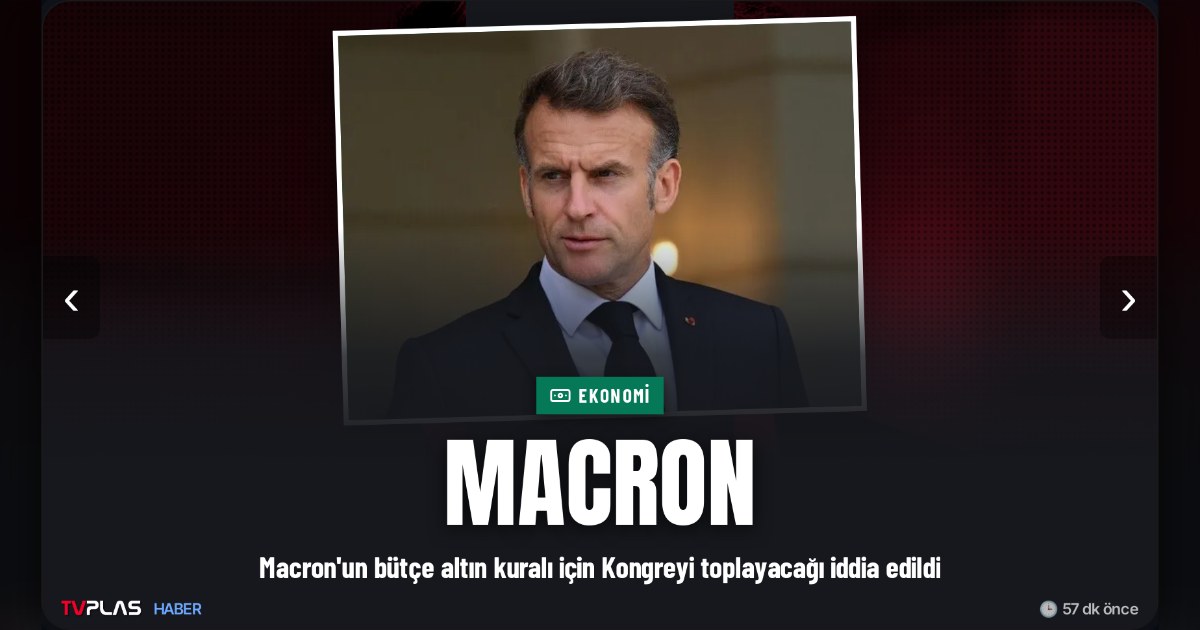 EKONOMİ
MACRON
Macron'un bütçe altın kuralı için Kongreyi toplayacağı iddia edildi
TVPLAS HABER
57 dk önce